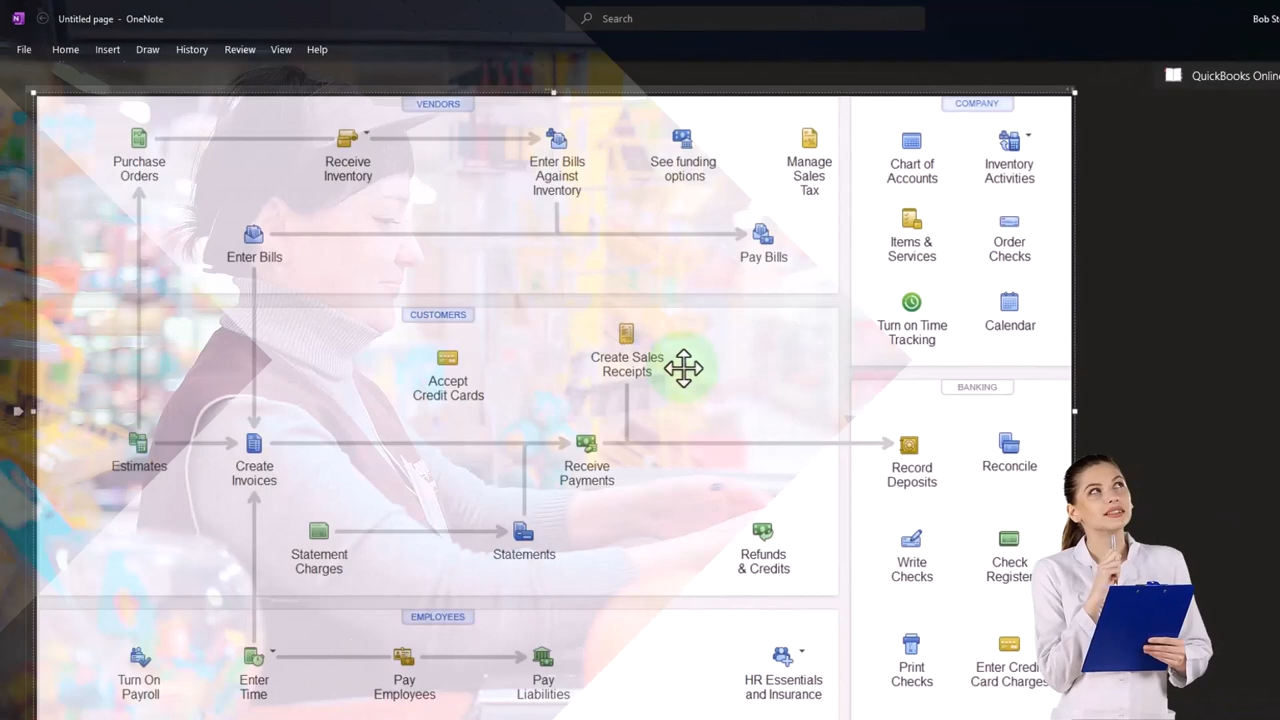 Untitled page - OneNote
Search
Bob St
File Home Insert Draw History Review View Help
QuickBooks Onlin
VENDORS
Purchase
Orders
Receive
Inventory
Enter Bills
Against
Inventory
See funding
options
Manage
Sales
Tax
Enter Bills
Pay Bills
CUSTOMERS
Create Sales
Receipts
Accept
Credit Cards
Estimates
Create
Invoices
Receive
Payments
Statement
Charges
Statements
Refunds
& Credits
EMPLOYEES
Turn On
Payroll
Enter
Time
Pay
Employees
Pay
Liabilities
HR Essentials
and Insurance
COMPANY
Chart of
Accounts
Inventory
Activities
Items &
Services
Order
Checks
Turn on Time
Tracking
Calendar
BANKING
Record
Deposits
Reconcile
Write
Checks
Check
Register
Print
Checks
Enter Credit
Card Charges